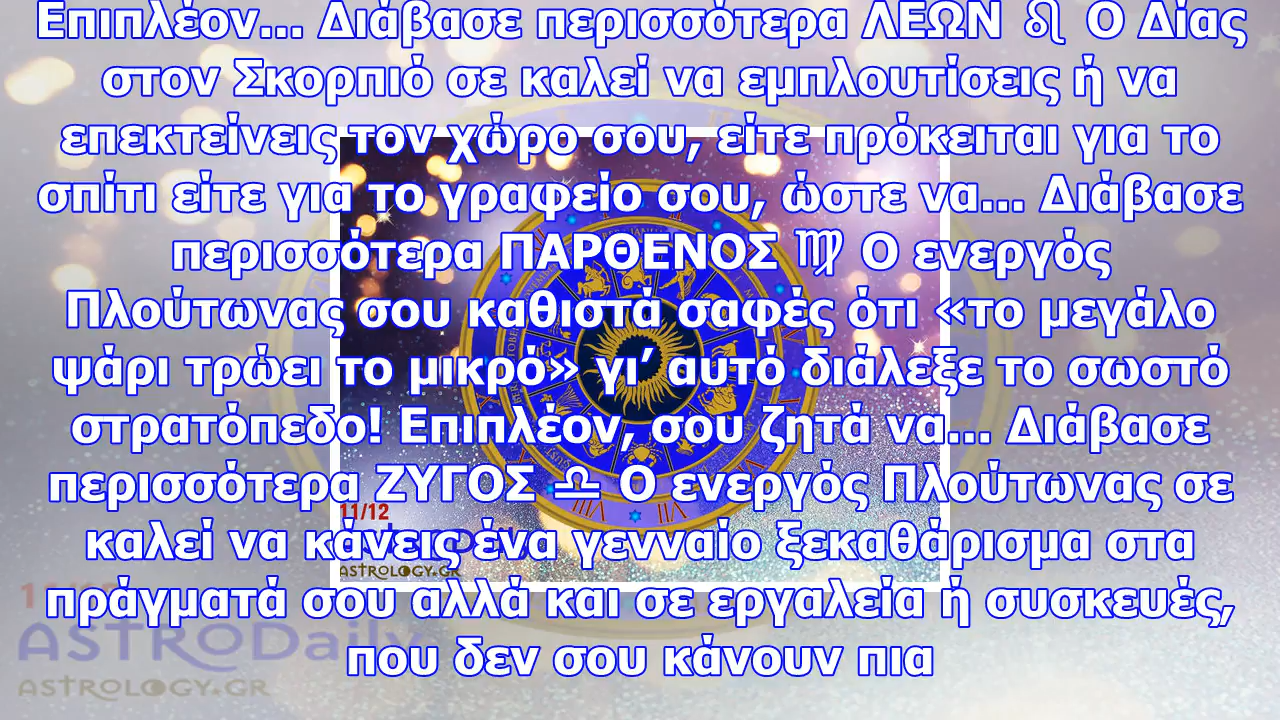 Επιπλέον... Διάβασε περισσότερα ΛΕΩΝ ♌ Ο Δίας
στον Σκορπιό σε καλεί να εμπλουτίσεις ή να
επεκτείνεις τον χώρο σου, είτε πρόκειται για το
σπίτι είτε για το γραφείο σου, ώστε να... Διάβασε
περισσότερα ΠΑΡΘΕΝΟΣ ♍ Ο ενεργός
Πλούτωνας σου καθιστά σαφές ότι «το μεγάλο
ψάρι τρώει το μικρό» γι΄ αυτό διάλεξε το σωστό
στρατόπεδο! Επιπλέον, σου ζητά να... Διάβασε
περισσότερα ΖΥΓΟΣ ♎ Ο ενεργός Πλούτωνας σε
καλεί να κάνεις ένα γενναίο ξεκαθάρισμα στα
πράγματά σου αλλά και σε εργαλεία ή συσκευές,
που δεν σου κάνουν πια
11/12
ASTROLOGY.GR
ASTRODaily
ASTROLOGY.GR